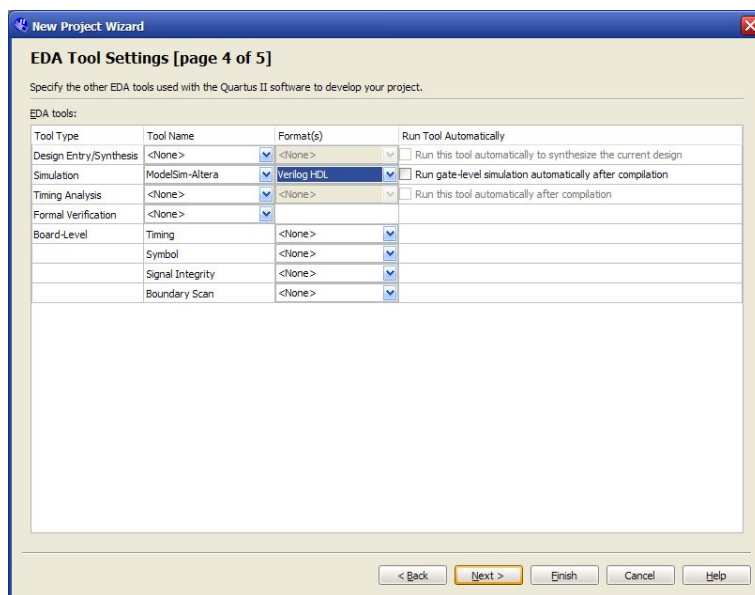 New Project Wizard
EDA Tool Settings [page 4 of 5]
Specify the other EDA tools used with the Quartus II software to develop your project.
EDA tools:
Tool Type Tool Name Format(s) Run Tool Automatically
Design Entry/Synthesis <None> <None> Run this tool automatically to synthesize the current design
Simulation ModelSim-Altera Verilog HDL Run gate-level simulation automatically after compilation
Timing Analysis <None> <None> Run this tool automatically after compilation
Formal Verification <None>
Board-Level Timing <None>
Symbol <None>
Signal Integrity <None>
Boundary Scan <None>
< Back Next > Finish Cancel Help